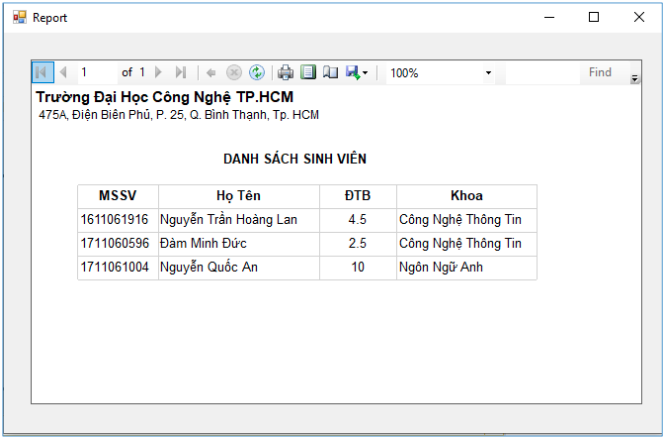 Report
1 of 1 100% Find
Trường Đại Học Công Nghệ TP.HCM
475A, Điện Biên Phủ, P. 25, Q. Bình Thạnh, Tp. HCM
DANH SÁCH SINH VIÊN
MSSV Họ Tên ĐTB Khoa
1611061916 Nguyễn Trần Hoàng Lan 4.5 Công Nghệ Thông Tin
1711060596 Đàm Minh Đức 2.5 Công Nghệ Thông Tin
1711061004 Nguyễn Quốc An 10 Ngôn Ngữ Anh